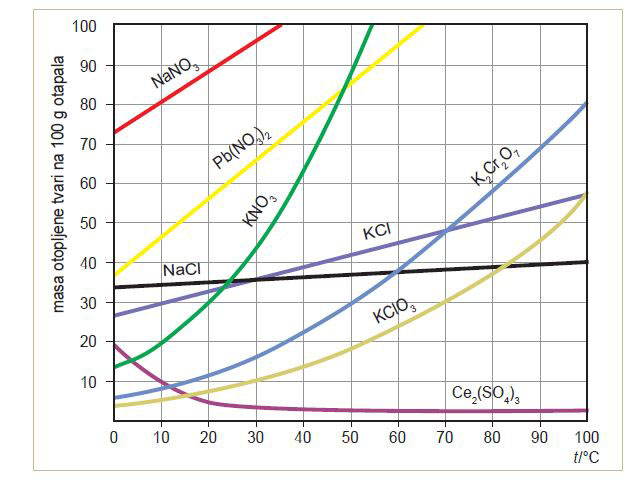 masa otopljene tvari na 100 g otapala
100
90
80
70
60
50
40
30
20
10
NaNO₃
Pb(NO₃)₂
KNO₃
K₂Cr₂O₇
KCl
NaCl
KClO₃
Ce₂(SO₄)₃
0 10 20 30 40 50 60 70 80 90 100
t/°C